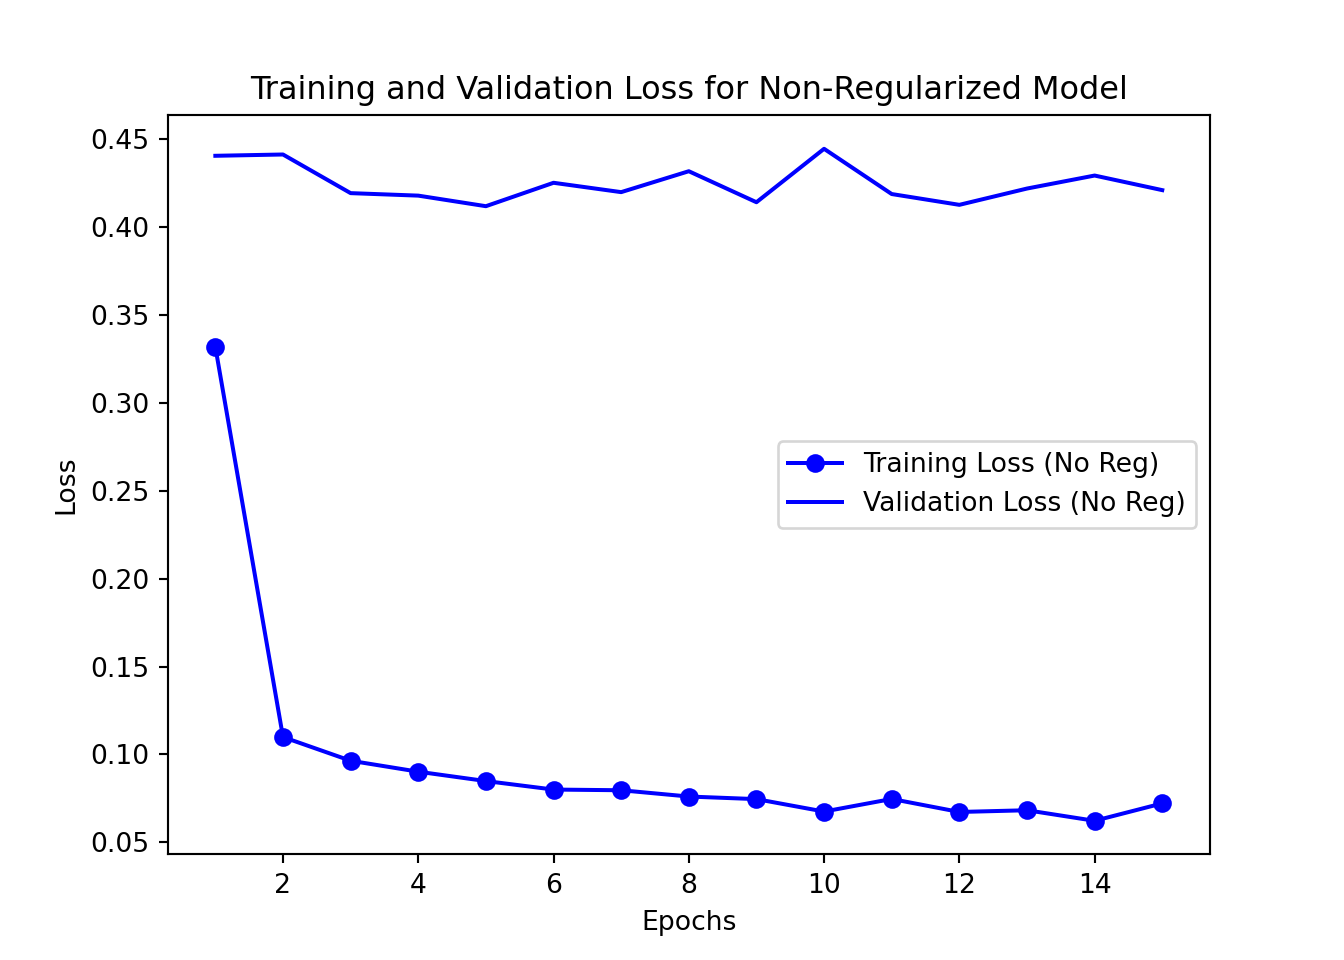 Training and Validation Loss for Non-Regularized Model
0.45
0.40
0.35
0.30
0.25
0.20
0.15
0.10
0.05
Loss
Training Loss (No Reg)
Validation Loss (No Reg)
2 4 6 8 10 12 14
Epochs